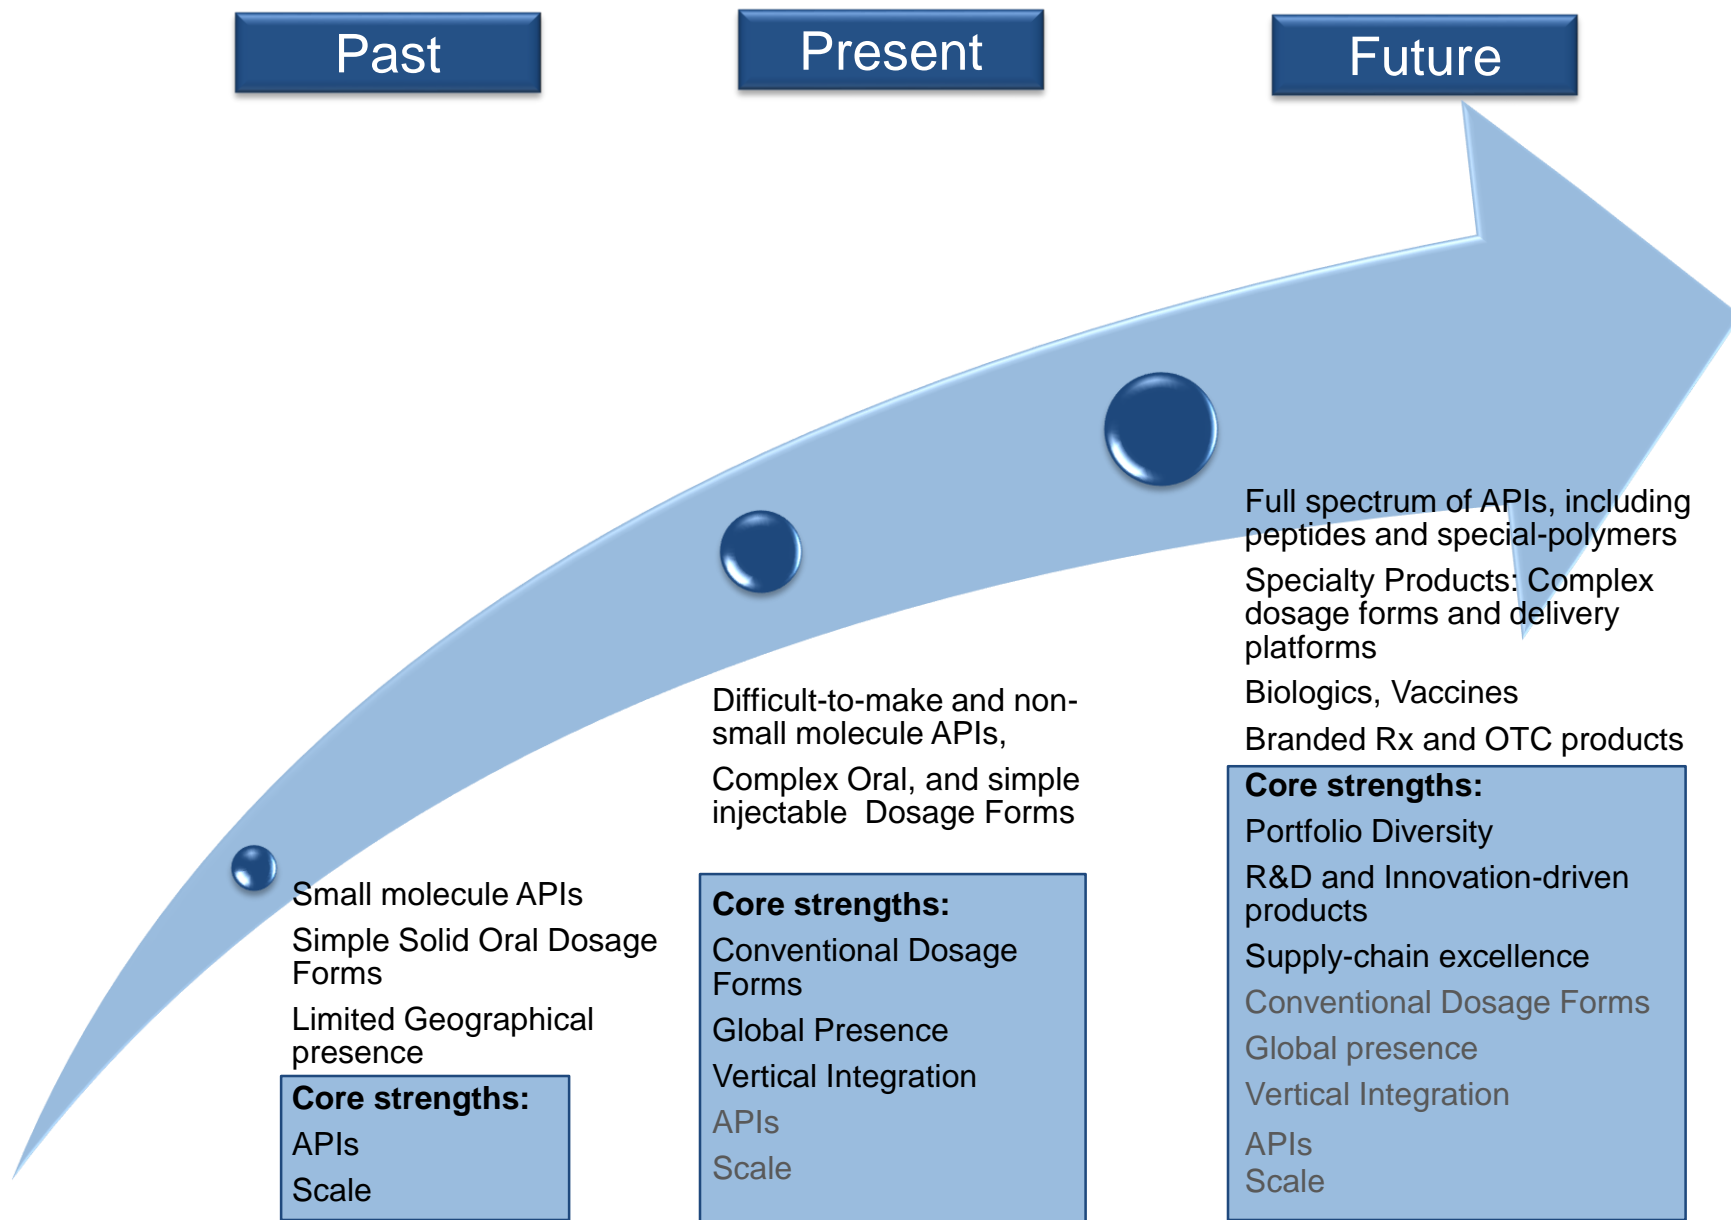 Past
Present
Future
Small molecule APIs
Simple Solid Oral Dosage
Forms
Limited Geographical
presence
Core strengths:
APIs
Scale
Difficult-to-make and non-
small molecule APIs,
Complex Oral, and simple
injectable  Dosage Forms
Core strengths:
Conventional Dosage
Forms
Global Presence
Vertical Integration
APIs
Scale
Full spectrum of APIs, including
peptides and special-polymers
Specialty Products: Complex
dosage forms and delivery
platforms
Biologics, Vaccines
Branded Rx and OTC products
Core strengths:
Portfolio Diversity
R&D and Innovation-driven
products
Supply-chain excellence
Conventional Dosage Forms
Global presence
Vertical Integration
APIs
Scale